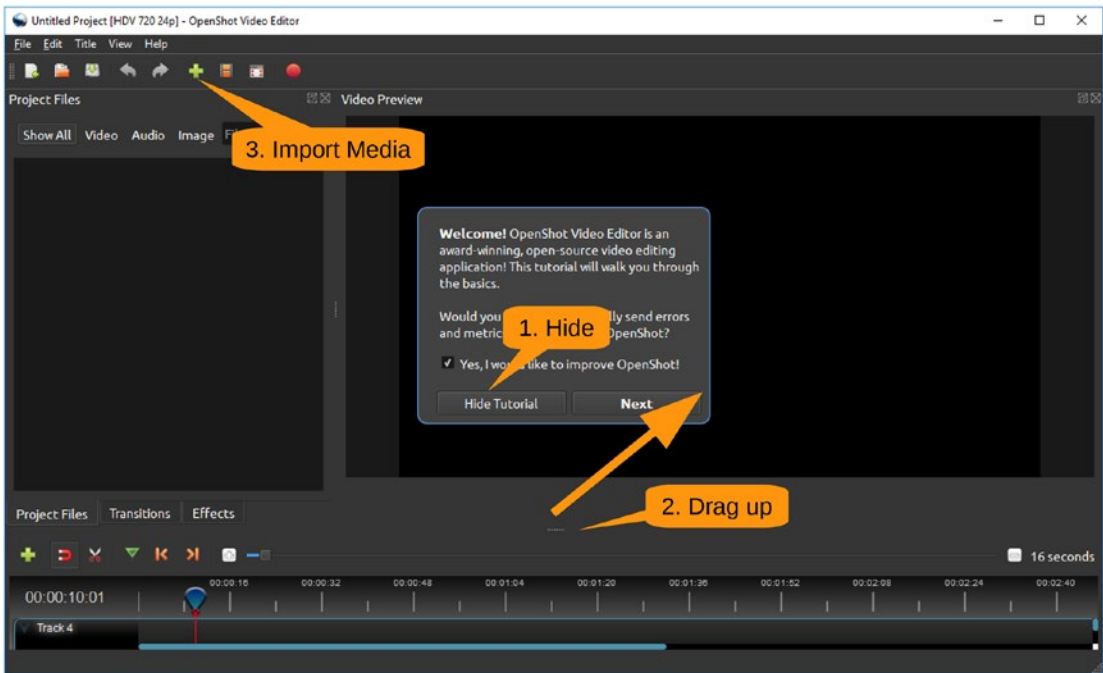 Untitled Project [HDV 720 24p] - OpenShot Video Editor
File Edit Title View Help
Project Files
Video Preview
Show All Video Audio Image
3. Import Media
Welcome! OpenShot Video Editor is an
award-winning, open-source video editing
application! This tutorial will walk you through
the basics.
Would you
lly send errors
and metric
OpenShot?
1. Hide
Yes, I wo
like to improve OpenShot!
Hide Tutorial
Next
2. Drag up
Project Files Transitions Effects
16 seconds
00:00:16 00:00:32 00:00:48 00:01:04 00:01:20 00:01:36 00:01:52 00:02:08 00:02:24 00:02:40
00:00:10:01
Track 4